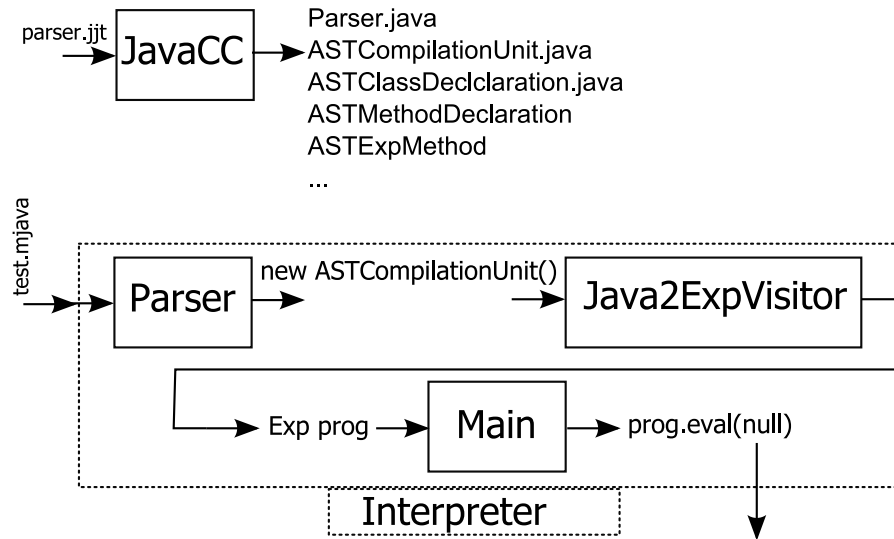 parser.jjt
JavaCC
Parser.java
ASTCompilationUnit.java
ASTClassDeclclaration.java
ASTMethodDeclaration
ASTExpMethod
...
test.mjava
Parser
new ASTCompilationUnit()
Java2ExpVisitor
Exp prog
Main
prog.eval(null)
Interpreter